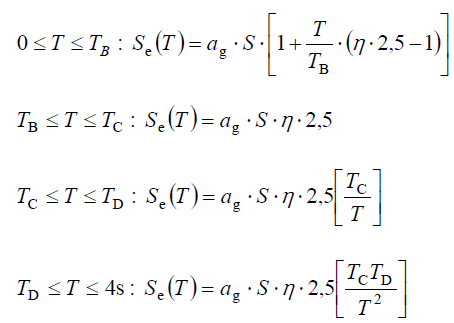 0 ≤ T ≤ T_B : S_e(T) = a_g · S · [1 + T/T_B · (η · 2,5 − 1)]
T_B ≤ T ≤ T_C : S_e(T) = a_g · S · η · 2,5
T_C ≤ T ≤ T_D : S_e(T) = a_g · S · η · 2,5 [T_C/T]
T_D ≤ T ≤ 4s : S_e(T) = a_g · S · η · 2,5 [T_C T_D/T²]